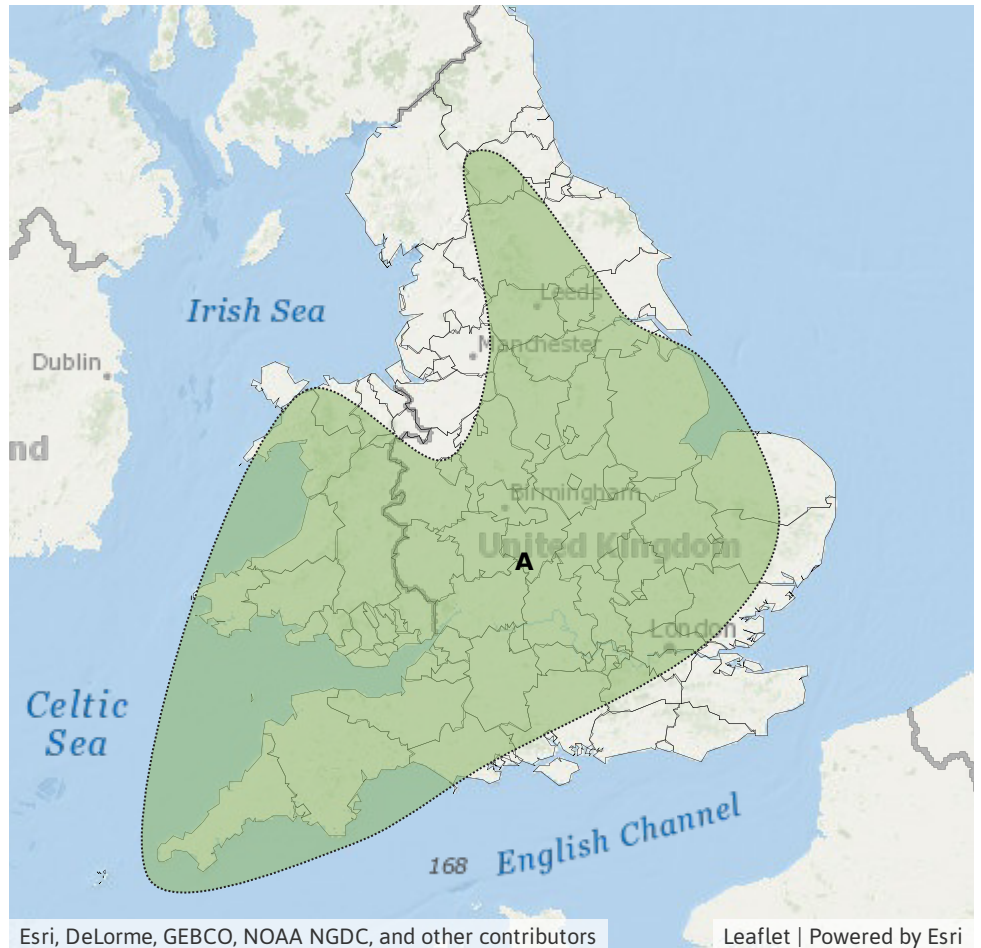 Leeds
Manchester
Irish Sea
Dublin
nd
Birmingham
United Kingdom
A
London
Celtic
Sea
English Channel
168
Esri, DeLorme, GEBCO, NOAA NGDC, and other contributors
Leaflet | Powered by Esri